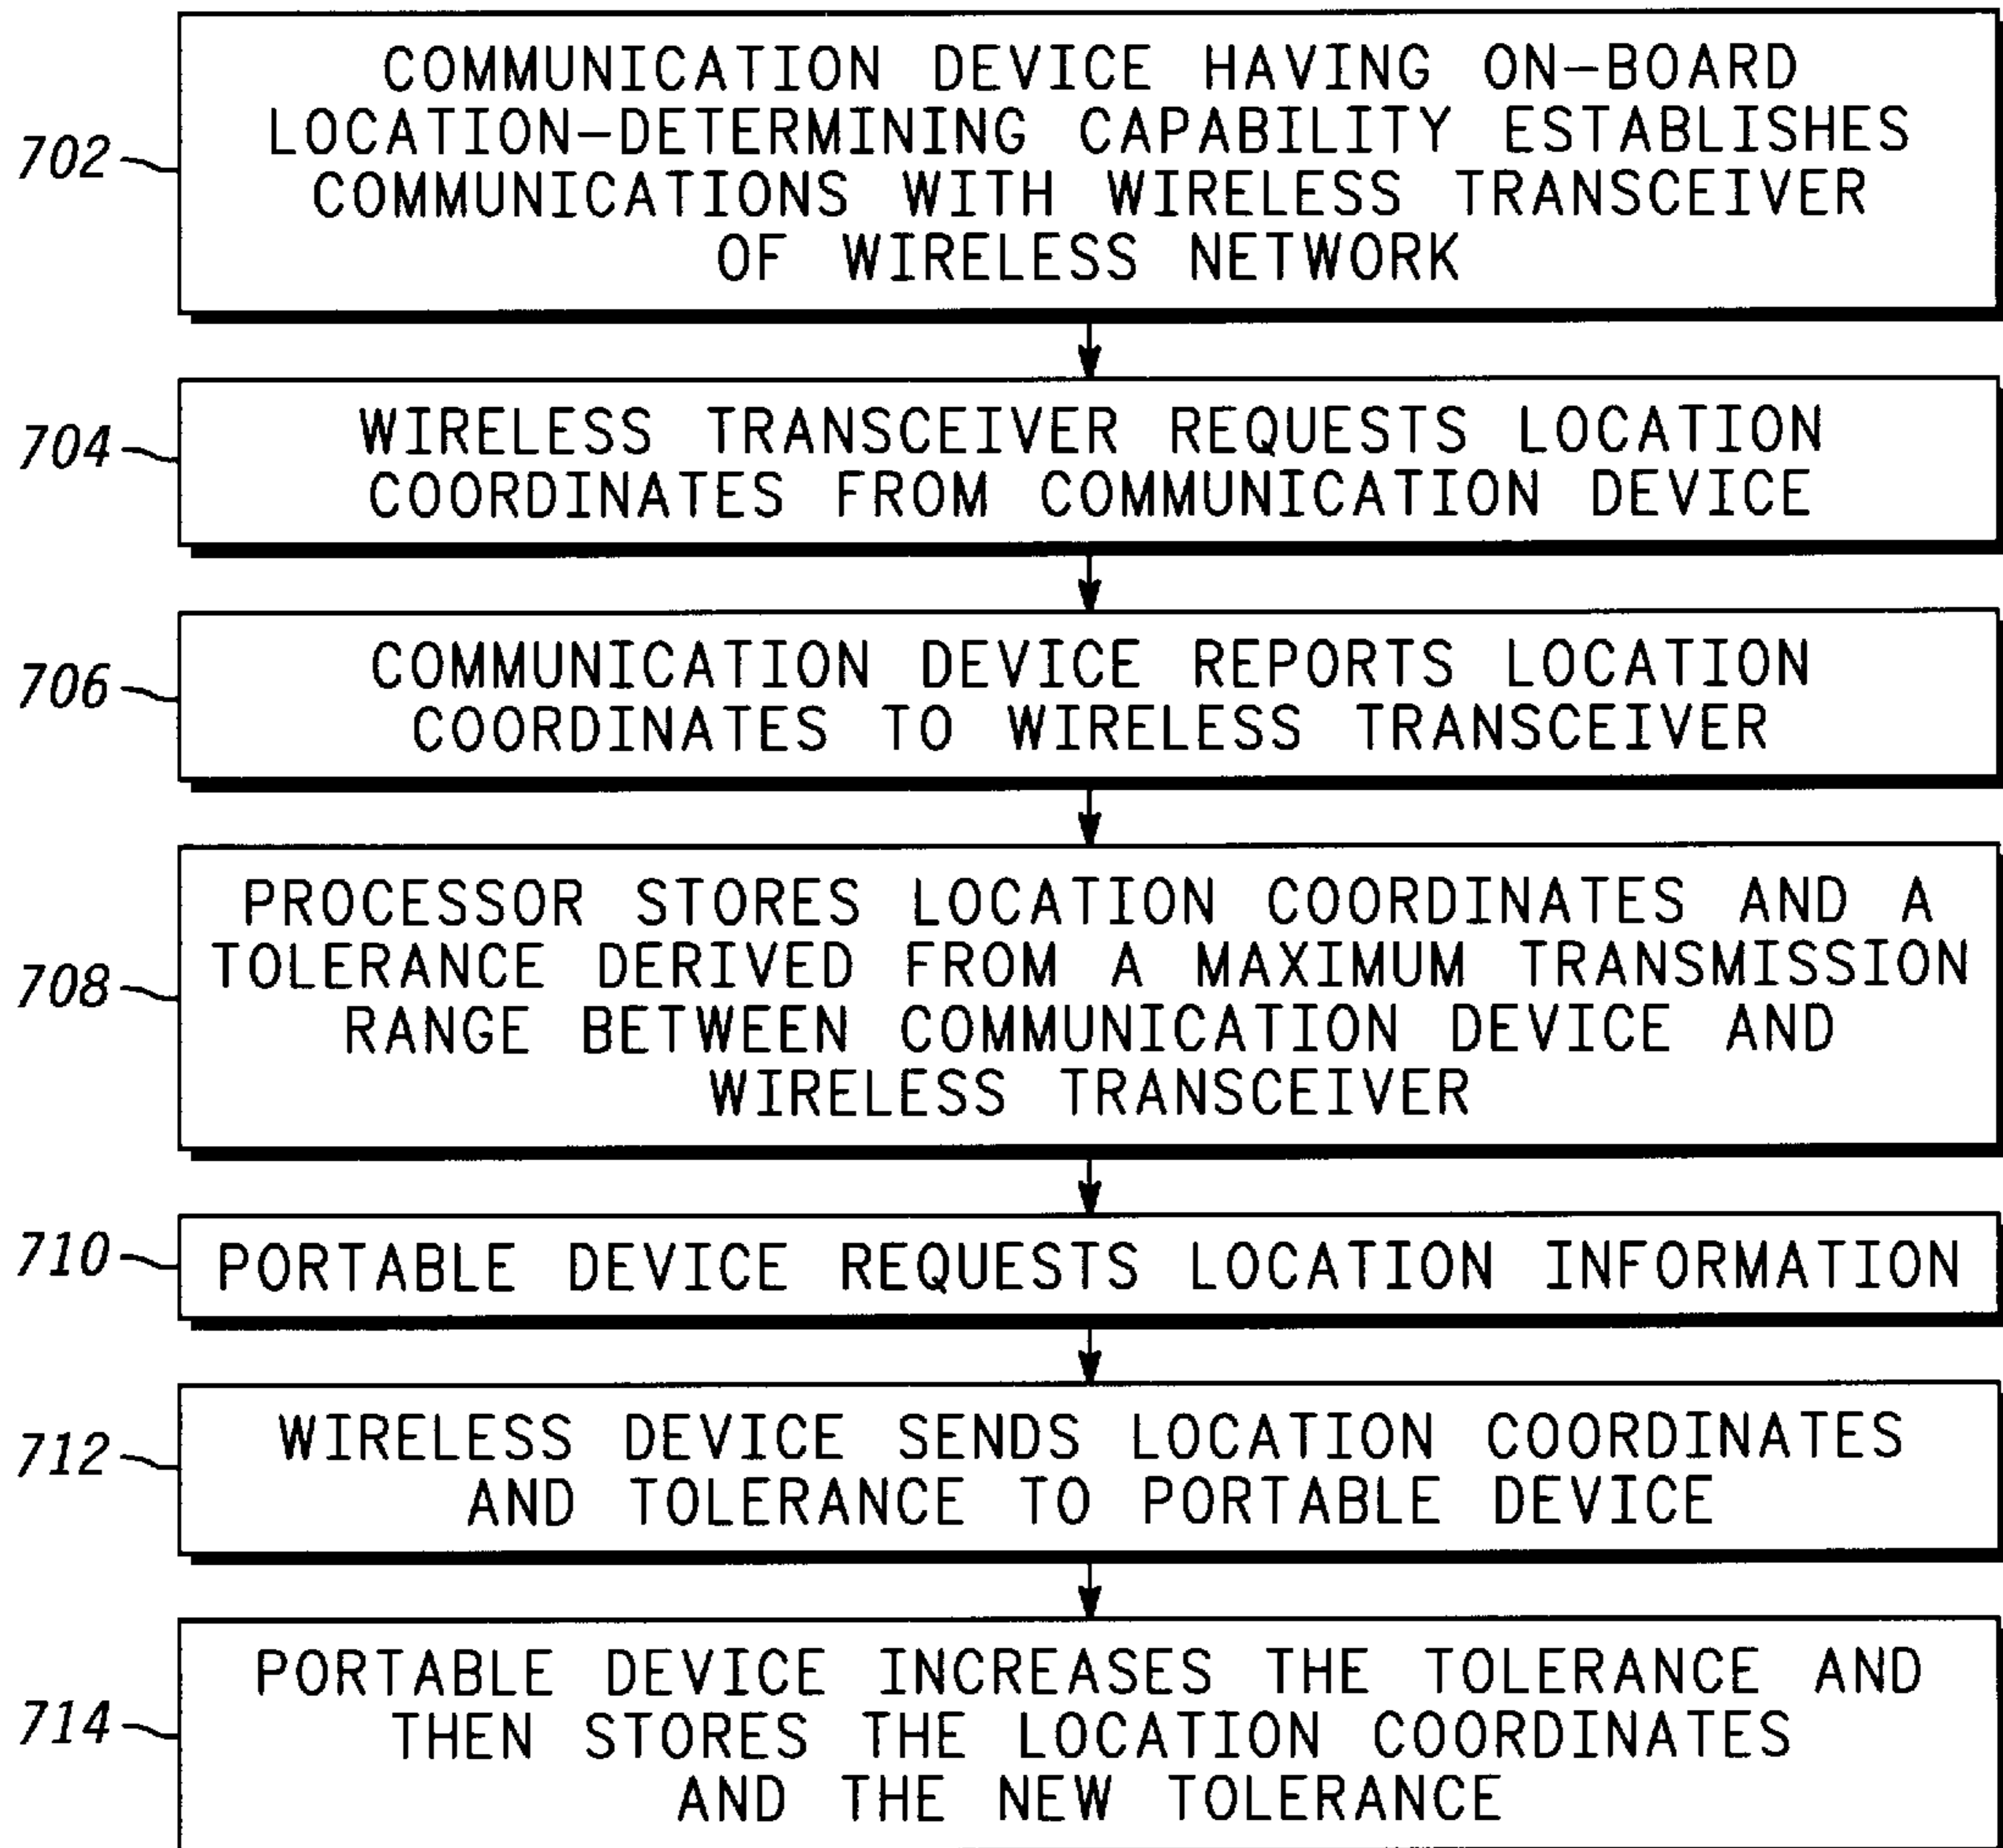 COMMUNICATION DEVICE HAVING ON-BOARD
LOCATION-DETERMINING CAPABILITY ESTABLISHES
702
COMMUNICATIONS WITH WIRELESS TRANSCEIVER
OF WIRELESS NETWORK
WIRELESS TRANSCEIVER REQUESTS LOCATION
704
COORDINATES FROM COMMUNICATION DEVICE
COMMUNICATION DEVICE REPORTS LOCATION
706
COORDINATES TO WIRELESS TRANSCEIVER
PROCESSOR STORES LOCATION COORDINATES AND A
TOLERANCE DERIVED FROM A MAXIMUM TRANSMISSION
708
RANGE BETWEEN COMMUNICATION DEVICE AND
WIRELESS TRANSCEIVER
710
PORTABLE DEVICE REQUESTS LOCATION INFORMATION
WIRELESS DEVICE SENDS LOCATION COORDINATES
712
AND TOLERANCE TO PORTABLE DEVICE
PORTABLE DEVICE INCREASES THE TOLERANCE AND
714
THEN STORES THE LOCATION COORDINATES
AND THE NEW TOLERANCE